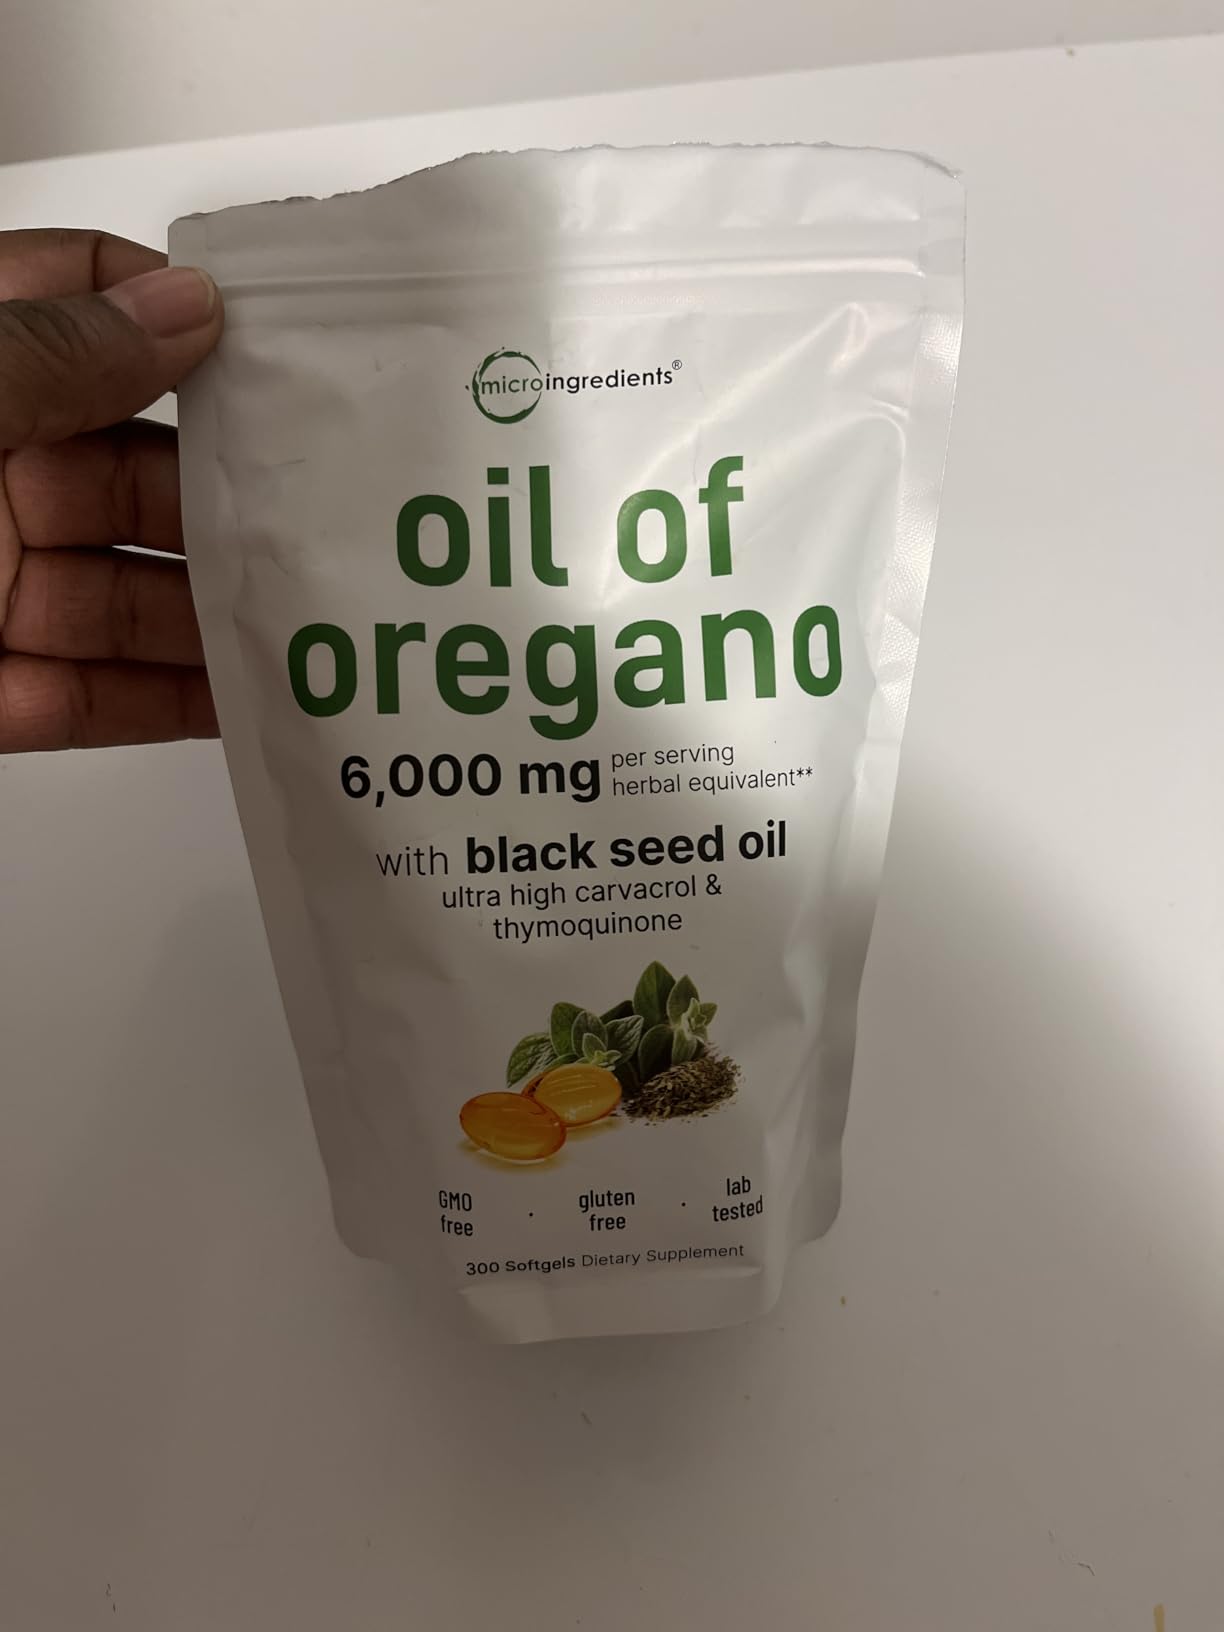 microingredients®
oil of
oregano
6,000 mg per serving
herbal equivalent**
with black seed oil
ultra high carvacrol &
thymoquinone
GMO free · gluten free · lab tested
300 Softgels Dietary Supplement